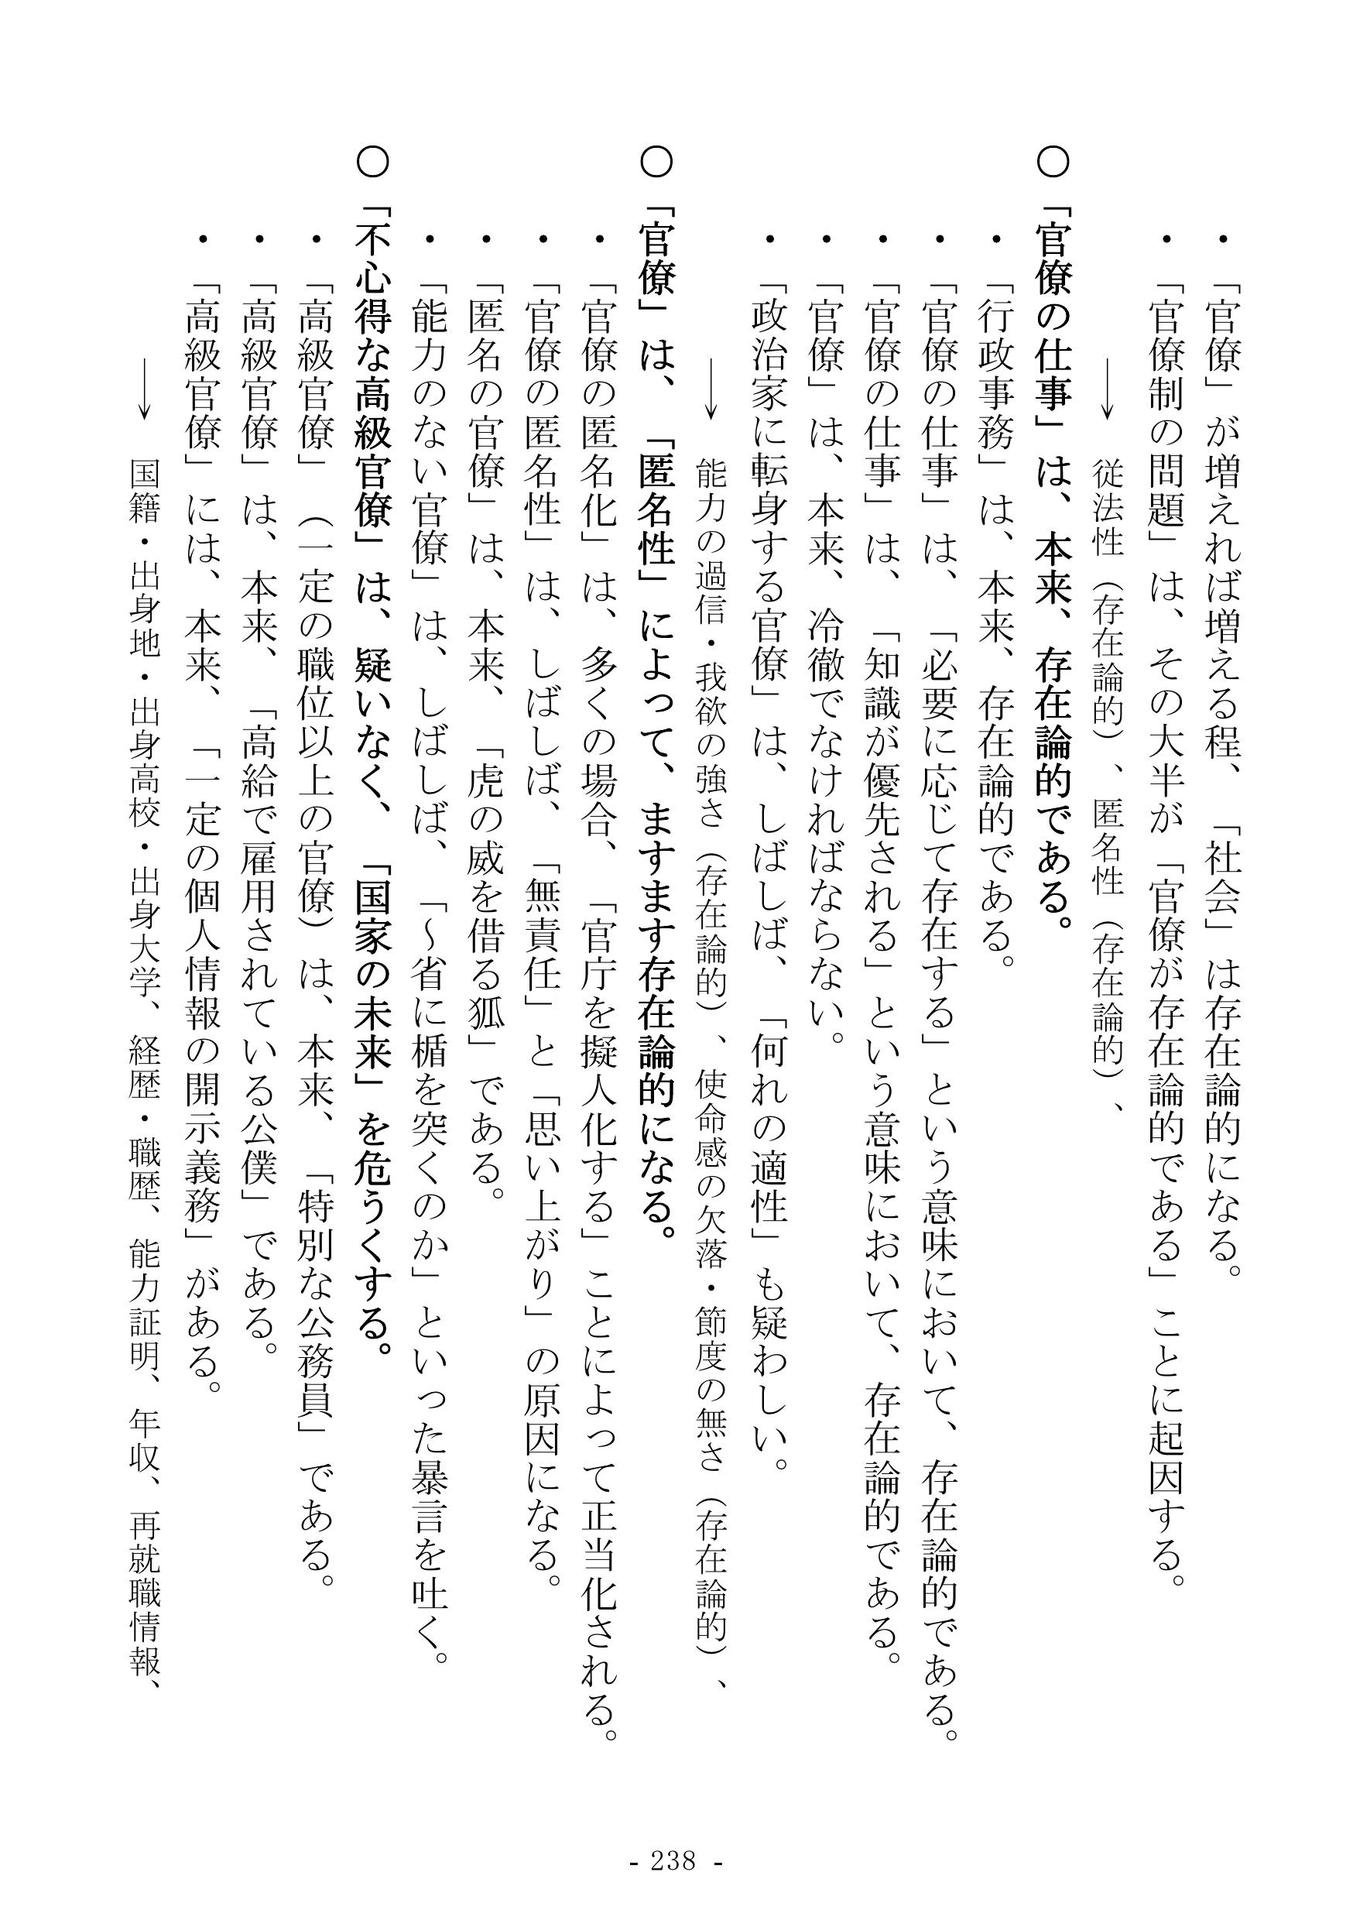 ・「官僚」が増えれば増える程、「社会」は存在論的になる。
・「官僚制の問題」は、その大半が「官僚が存在論的である」ことに起因する。
↓ 従法性（存在論的）、匿名性（存在論的）、
○「官僚の仕事」は、本来、存在論的である。
・「行政事務」は、本来、存在論的である。
・「官僚の仕事」は、「必要に応じて存在する」という意味において、存在論的である。
・「官僚の仕事」は、「知識が優先される」という意味において、存在論的である。
・「官僚」は、本来、冷徹でなければならない。
・「政治家に転身する官僚」は、しばしば、「何れの適性」も疑わしい。
↓ 能力の過信・我欲の強さ（存在論的）、使命感の欠落・節度の無さ（存在論的）、
○「官僚」は、「匿名性」によって、ますます存在論的になる。
・「官僚の匿名化」は、多くの場合、「官庁を擬人化する」ことによって正当化される。
・「官僚の匿名性」は、しばしば、「無責任」と「思い上がり」の原因になる。
・「匿名の官僚」は、本来、「虎の威を借る狐」である。
・「能力のない官僚」は、しばしば、「～省に楯を突くのか」といった暴言を吐く。
○「不心得な高級官僚」は、疑いなく、「国家の未来」を危うくする。
・「高級官僚」（一定の職位以上の官僚）は、本来、「特別な公務員」である。
・「高級官僚」は、本来、「高給で雇用されている公僕」である。
・「高級官僚」には、本来、「一定の個人情報の開示義務」がある。
↓ 国籍・出身地・出身高校・出身大学、経歴・職歴、能力証明、年収、再就職情報、
- 238 -